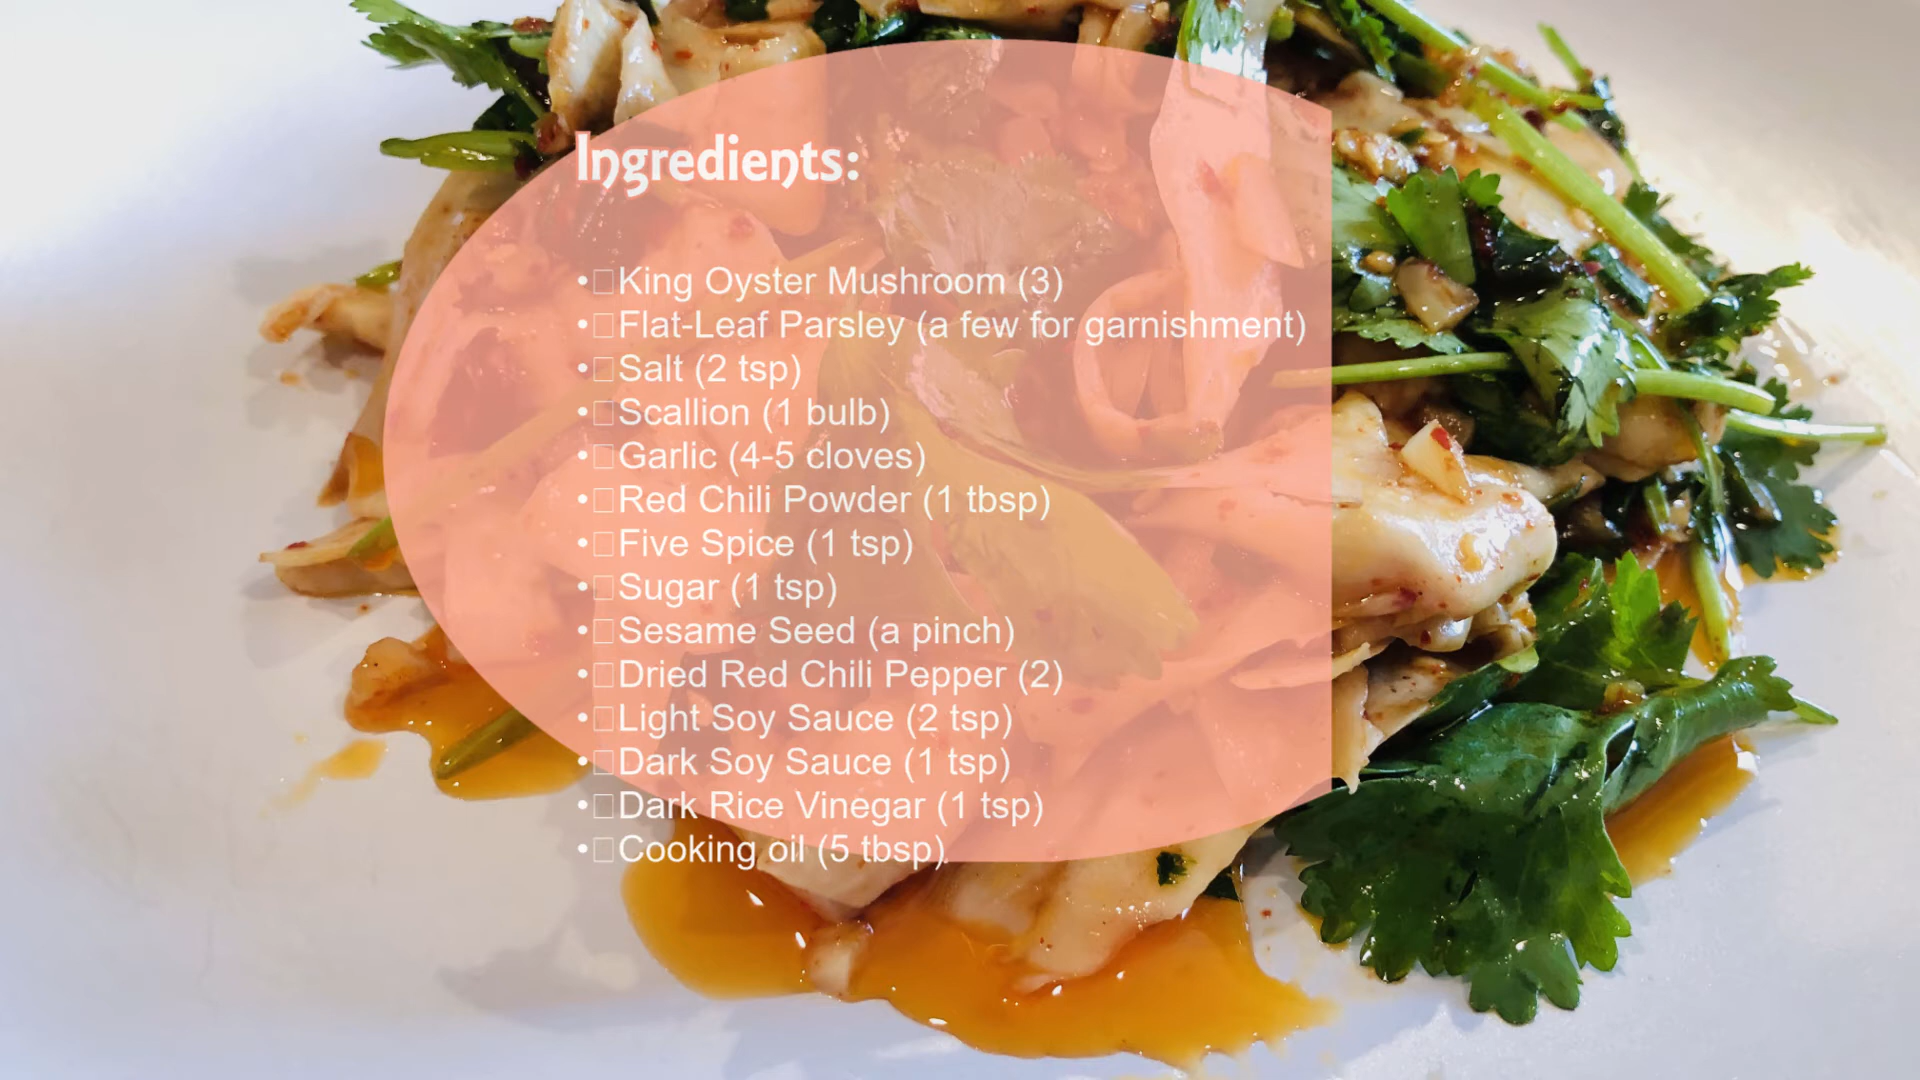 Ingredients:
•□King Oyster Mushroom (3)
•□Flat-Leaf Parsley (a few for garnishment)
•□Salt (2 tsp)
•□Scallion (1 bulb)
•□Garlic (4-5 cloves)
•□Red Chili Powder (1 tbsp)
•□Five Spice (1 tsp)
•□Sugar (1 tsp)
•□Sesame Seed (a pinch)
•□Dried Red Chili Pepper (2)
•□Light Soy Sauce (2 tsp)
•□Dark Soy Sauce (1 tsp)
•□Dark Rice Vinegar (1 tsp)
•□Cooking oil (5 tbsp)